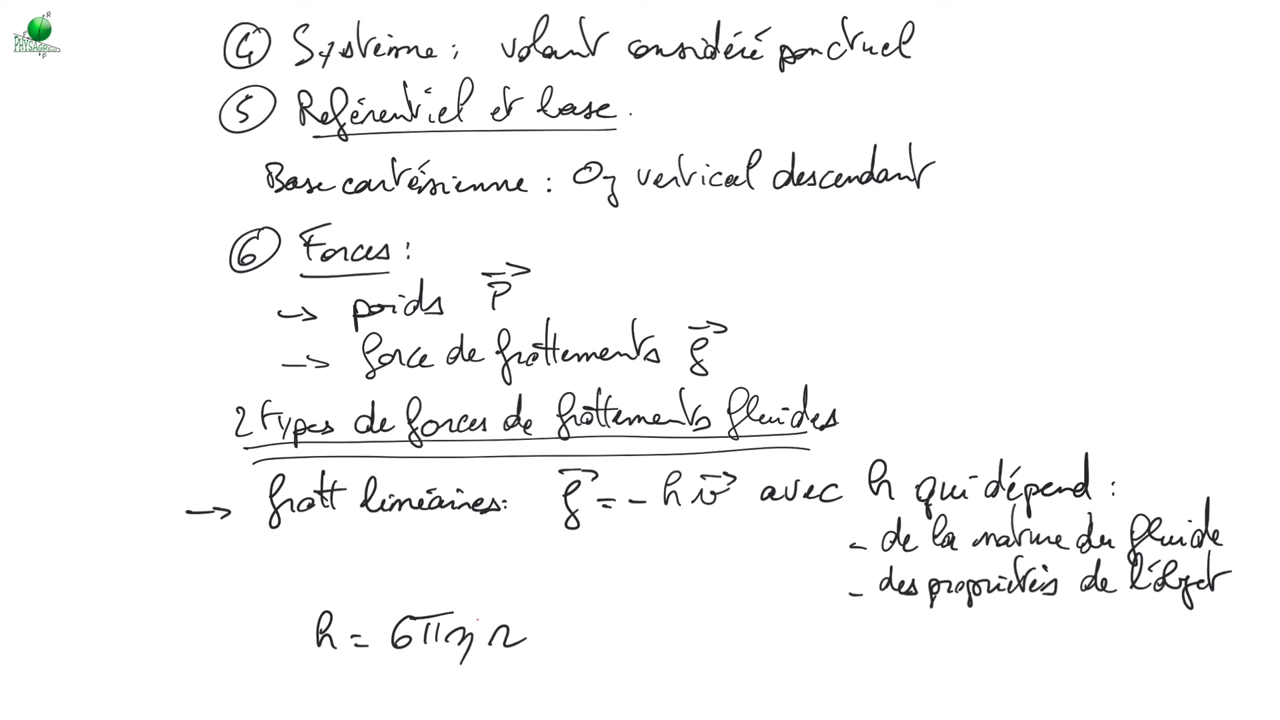 ④ Système : volant considéré ponctuel
⑤ Référentiel et base.
Base cartésienne : Oz vertical descendant
⑥ Forces :
→ poids P⃗
→ force de frottements f⃗
2 types de forces de frottements fluides
→ frott linéaires : f⃗ = - h v⃗ avec h qui dépend :
- de la nature du fluide
- des propriétés de l'objet
h = 6πηr